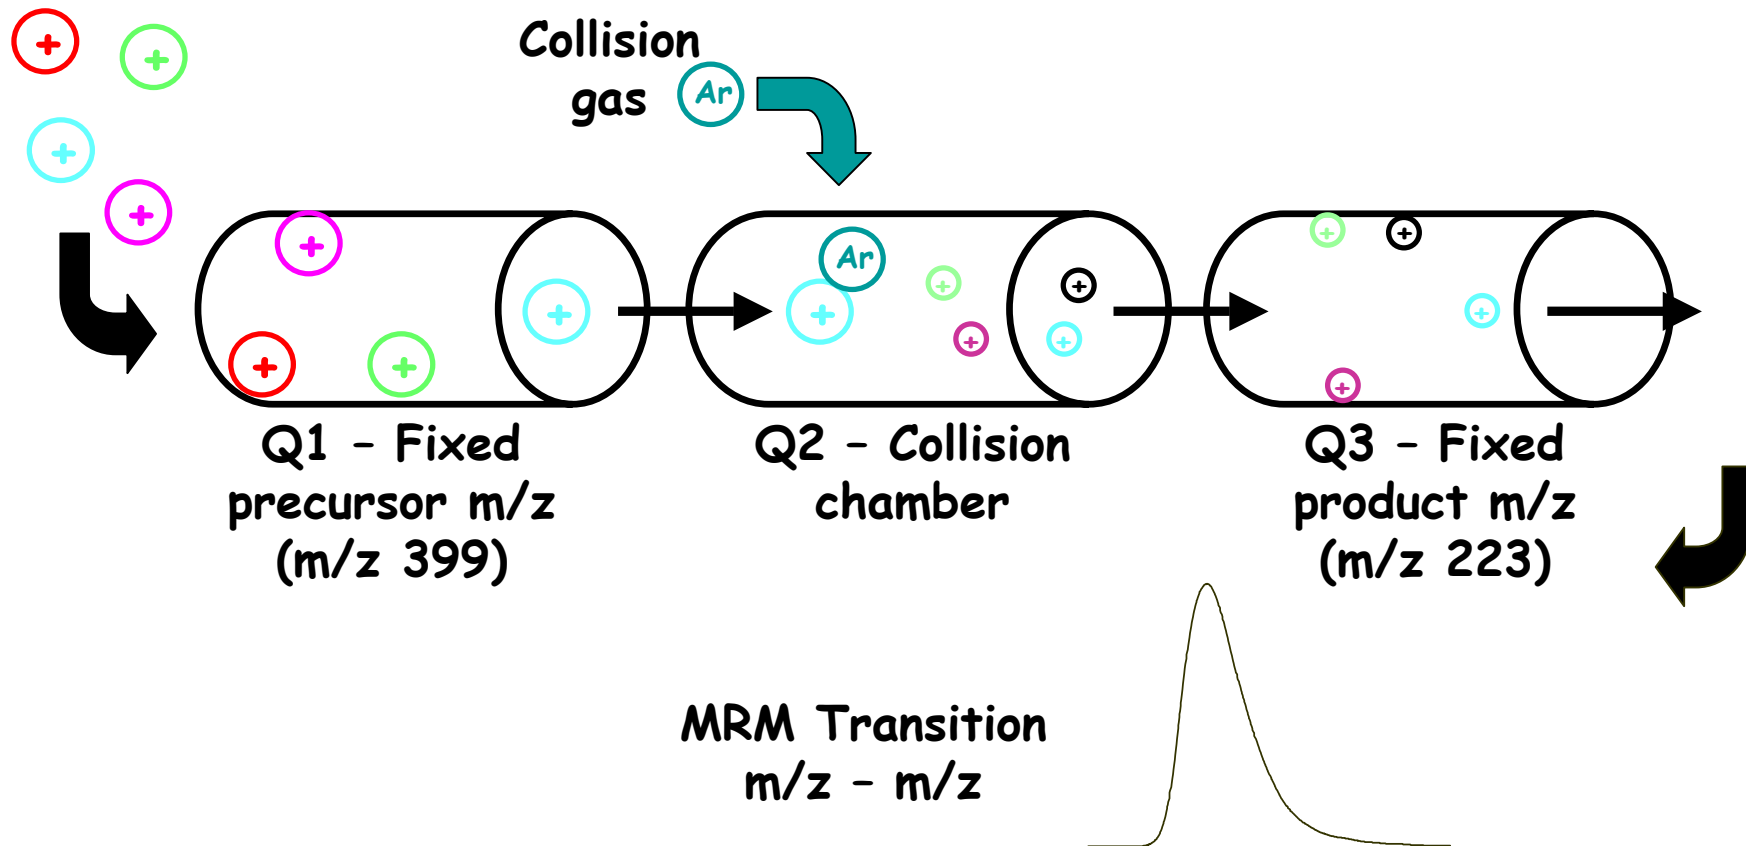 Collision
gas
Ar
+
+
+
+
+
+
+
+
Ar
+
+
+
+
+
+
+
+
+
Q1 – Fixed
precursor m/z
(m/z 399)
Q2 – Collision
chamber
Q3 – Fixed
product m/z
(m/z 223)
MRM Transition
m/z – m/z